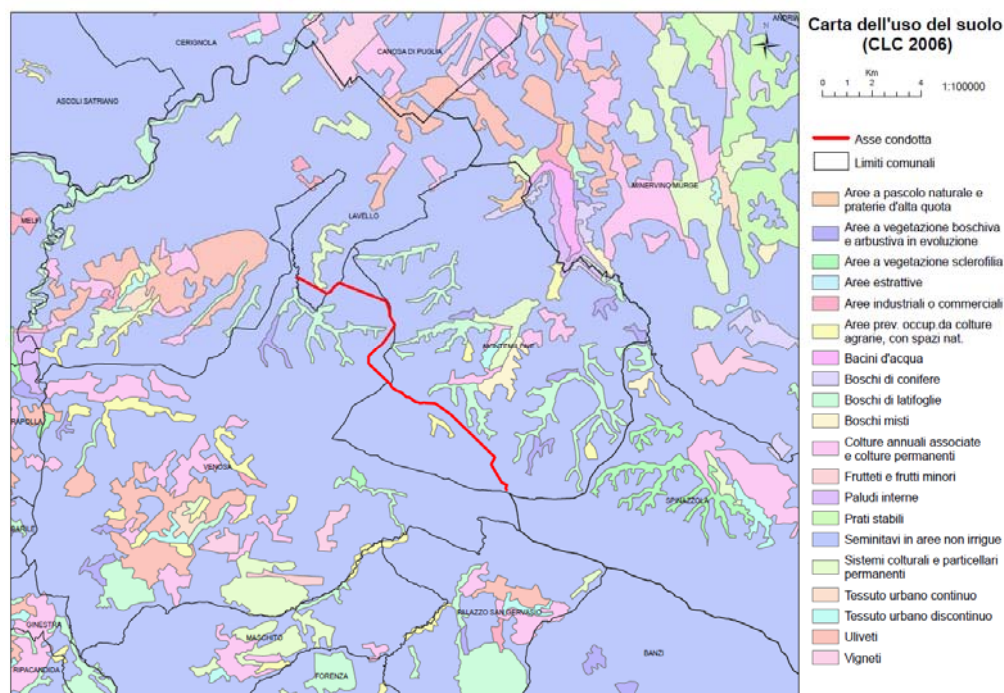 Carta dell'uso del suolo
(CLC 2006)
Km
0 1 2 4
1:100000
Asse condotta
Limiti comunali
Aree a pascolo naturale e
praterie d'alta quota
Aree a vegetazione boschiva
e arbustiva in evoluzione
Aree a vegetazione sclerofilia
Aree estrattive
Aree industriali o commerciali
Aree prev. occup.da colture
agrarie, con spazi nat.
Bacini d'acqua
Boschi di conifere
Boschi di latifoglie
Boschi misti
Colture annuali associate
e colture permanenti
Frutteti e frutti minori
Paludi interne
Prati stabili
Seminitavi in aree non irrigue
Sistemi colturali e particellari
permanenti
Tessuto urbano continuo
Tessuto urbano discontinuo
Uliveti
Vigneti
ANDRIA
N
CERIGNOLA
CANOSA DI PUGLIA
ASCOLI SATRIANO
MINERVINO MURGE
LAVELLO
MELFI
RAPOLLA
VENOSA
SPINAZZOLA
BARILE
GINESTRA
MASCHITO
PALAZZO SAN GERVASIO
BANZI
RIPACANDIDA
FORENZA